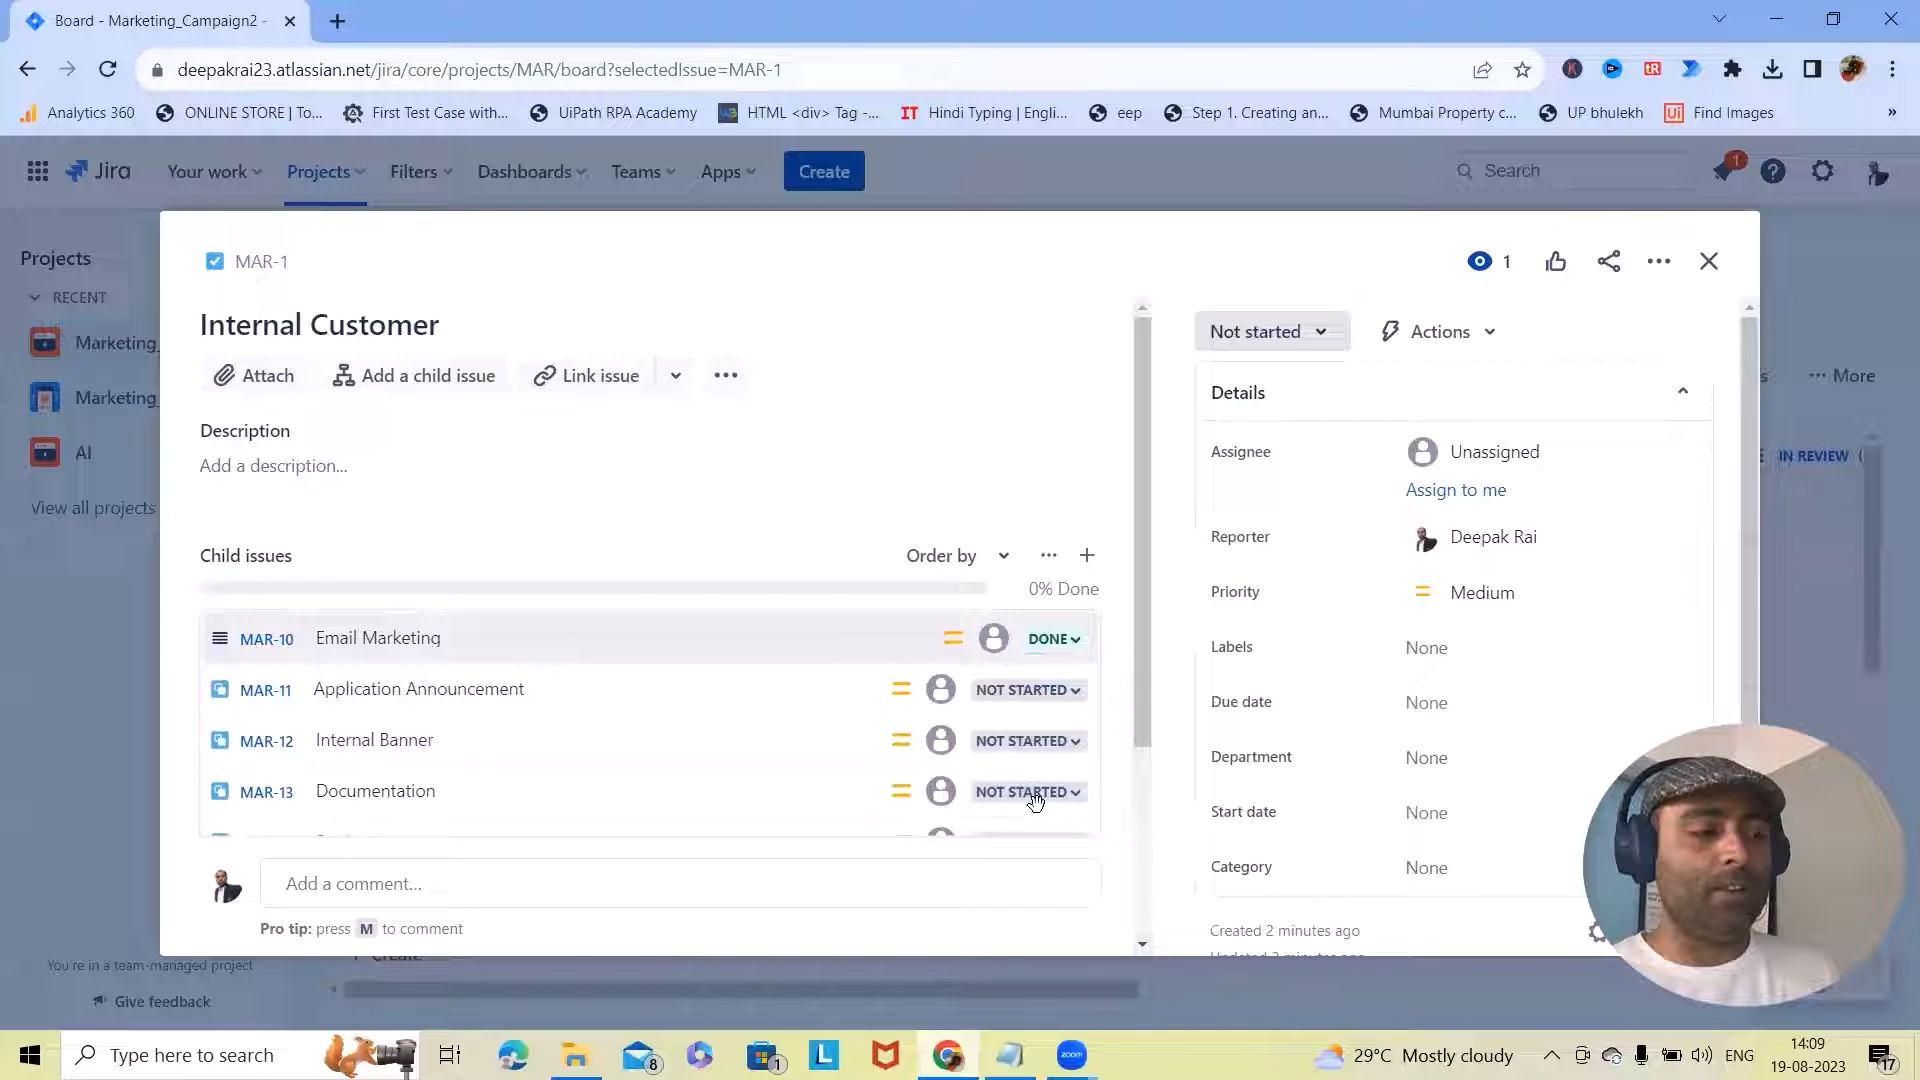 Board - Marketing_Campaign2 -
deepakrai23.atlassian.net/jira/core/projects/MAR/board?selectedIssue=MAR-1
Analytics 360
ONLINE STORE | To...
First Test Case with...
UiPath RPA Academy
HTML <div> Tag -...
IT Hindi Typing | Engli...
eep
Step 1. Creating an...
Mumbai Property c...
UP bhulekh
Find Images
Jira
Your work
Projects
Filters
Dashboards
Teams
Apps
Create
Search
1
Projects
RECENT
Marketing_
Marketing_
AI
View all projects
You're in a team-managed project
Give feedback
MAR-1
1
Internal Customer
Attach
Add a child issue
Link issue
Description
Add a description...
Child issues
Order by
0% Done
MAR-10 Email Marketing DONE
MAR-11 Application Announcement NOT STARTED
MAR-12 Internal Banner NOT STARTED
MAR-13 Documentation NOT STARTED
Add a comment...
Pro tip: press M to comment
Not started
Actions
Details
Assignee Unassigned
Assign to me
Reporter Deepak Rai
Priority Medium
Labels None
Due date None
Department None
Start date None
Category None
Created 2 minutes ago
More
IN REVIEW
Create
Type here to search
8
1
L
zoom
29°C Mostly cloudy
ENG
14:09
19-08-2023
17